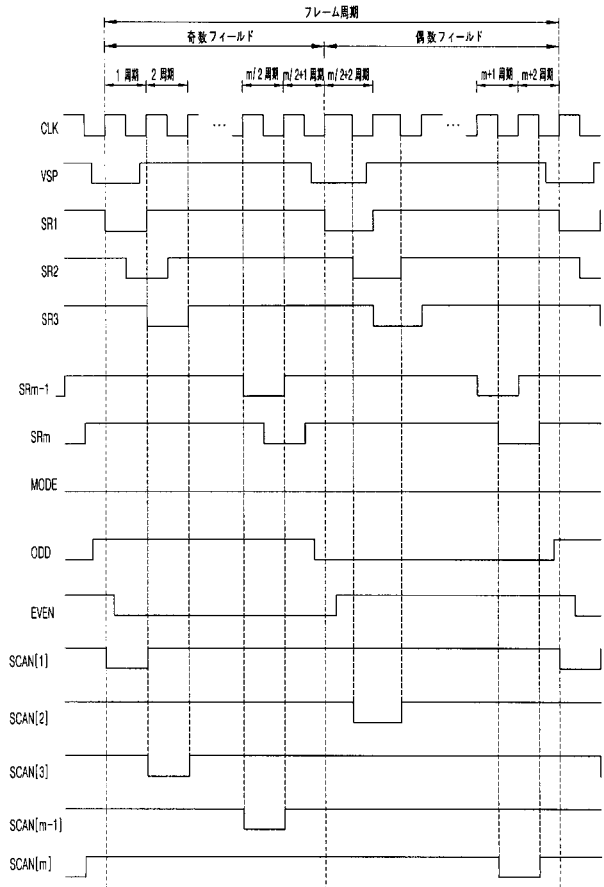 フレーム周期
奇数フィールド 偶数フィールド
1 周期 2 周期 m/2 周期 m/2+1 周期 m/2+2 周期 m+1 周期 m+2 周期
CLK ... ...
VSP
SR1
SR2
SR3
SRm-1
SRm
MODE
ODD
EVEN
SCAN[1]
SCAN[2]
SCAN[3]
SCAN[m-1]
SCAN[m]